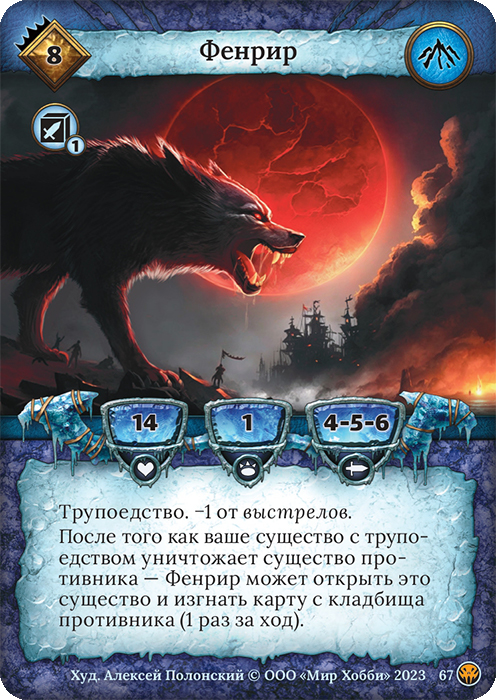 8
Фенрир
1
14
1
4-5-6
Трупоедство. −1 от выстрелов.
После того как ваше существо с трупо-
едством уничтожает существо про-
тивника — Фенрир может открыть это
существо и изгнать карту с кладбища
противника (1 раз за ход).
Худ. Алексей Полонский © ООО «Мир Хобби» 2023 67